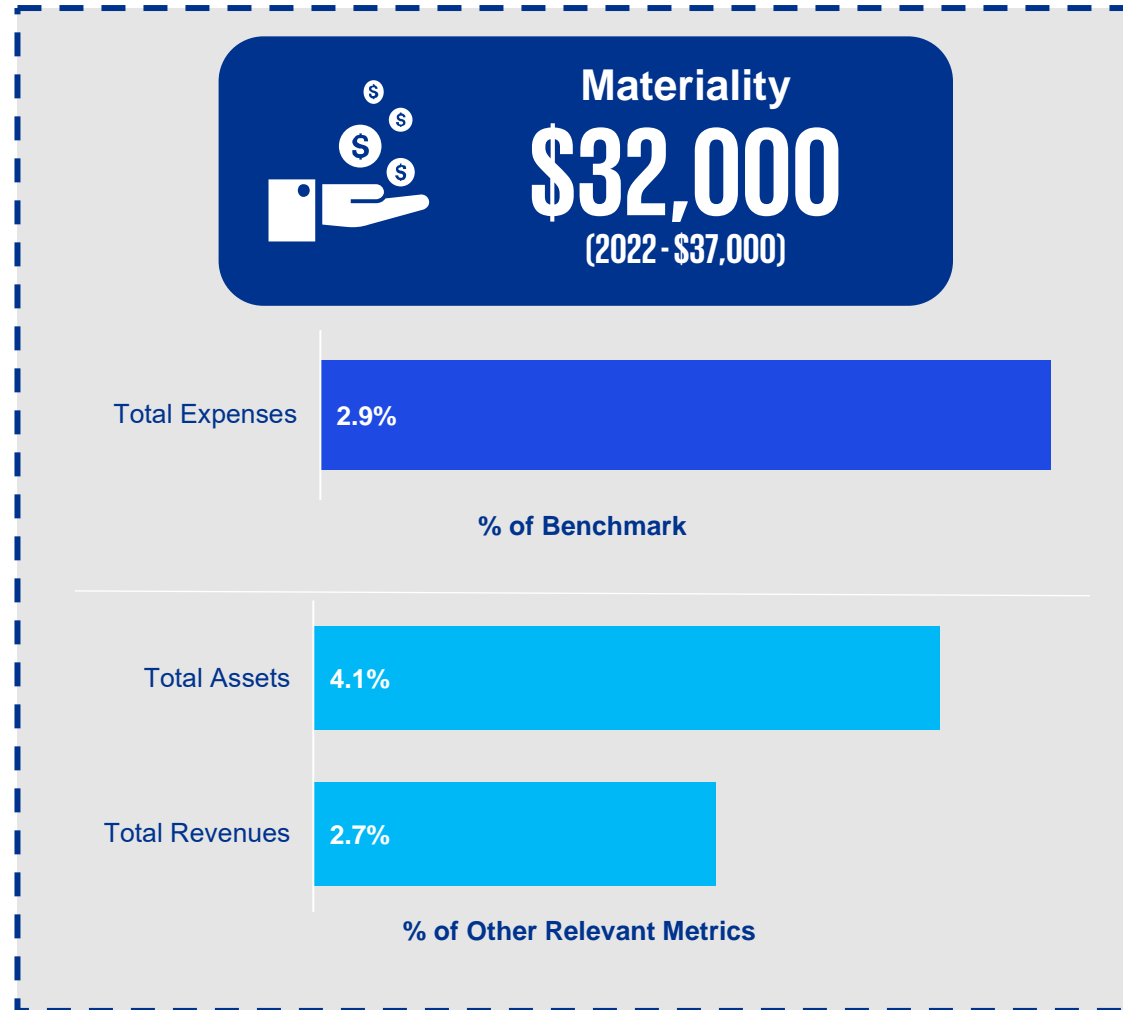 Materiality
$32,000
(2022 - $37,000)
$
$
$
$
Total Expenses
2.9%
% of Benchmark
Total Assets
4.1%
Total Revenues
2.7%
% of Other Relevant Metrics